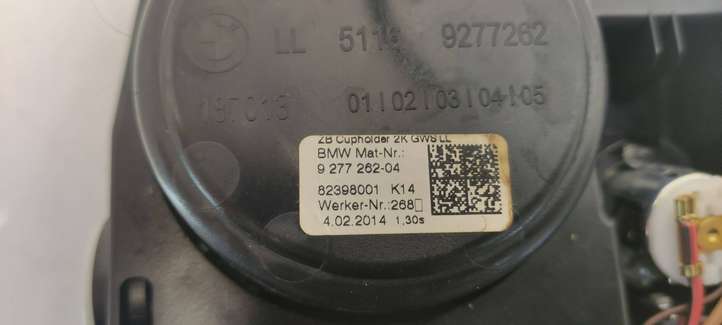 LL 511 9277262
01|02|03|04|05
ZB Cupholder 2K GWS LL
BMW Mat-Nr.:
9 277 262-04
82398001 K14
Werker-Nr.:268
4.02.2014 1,30s